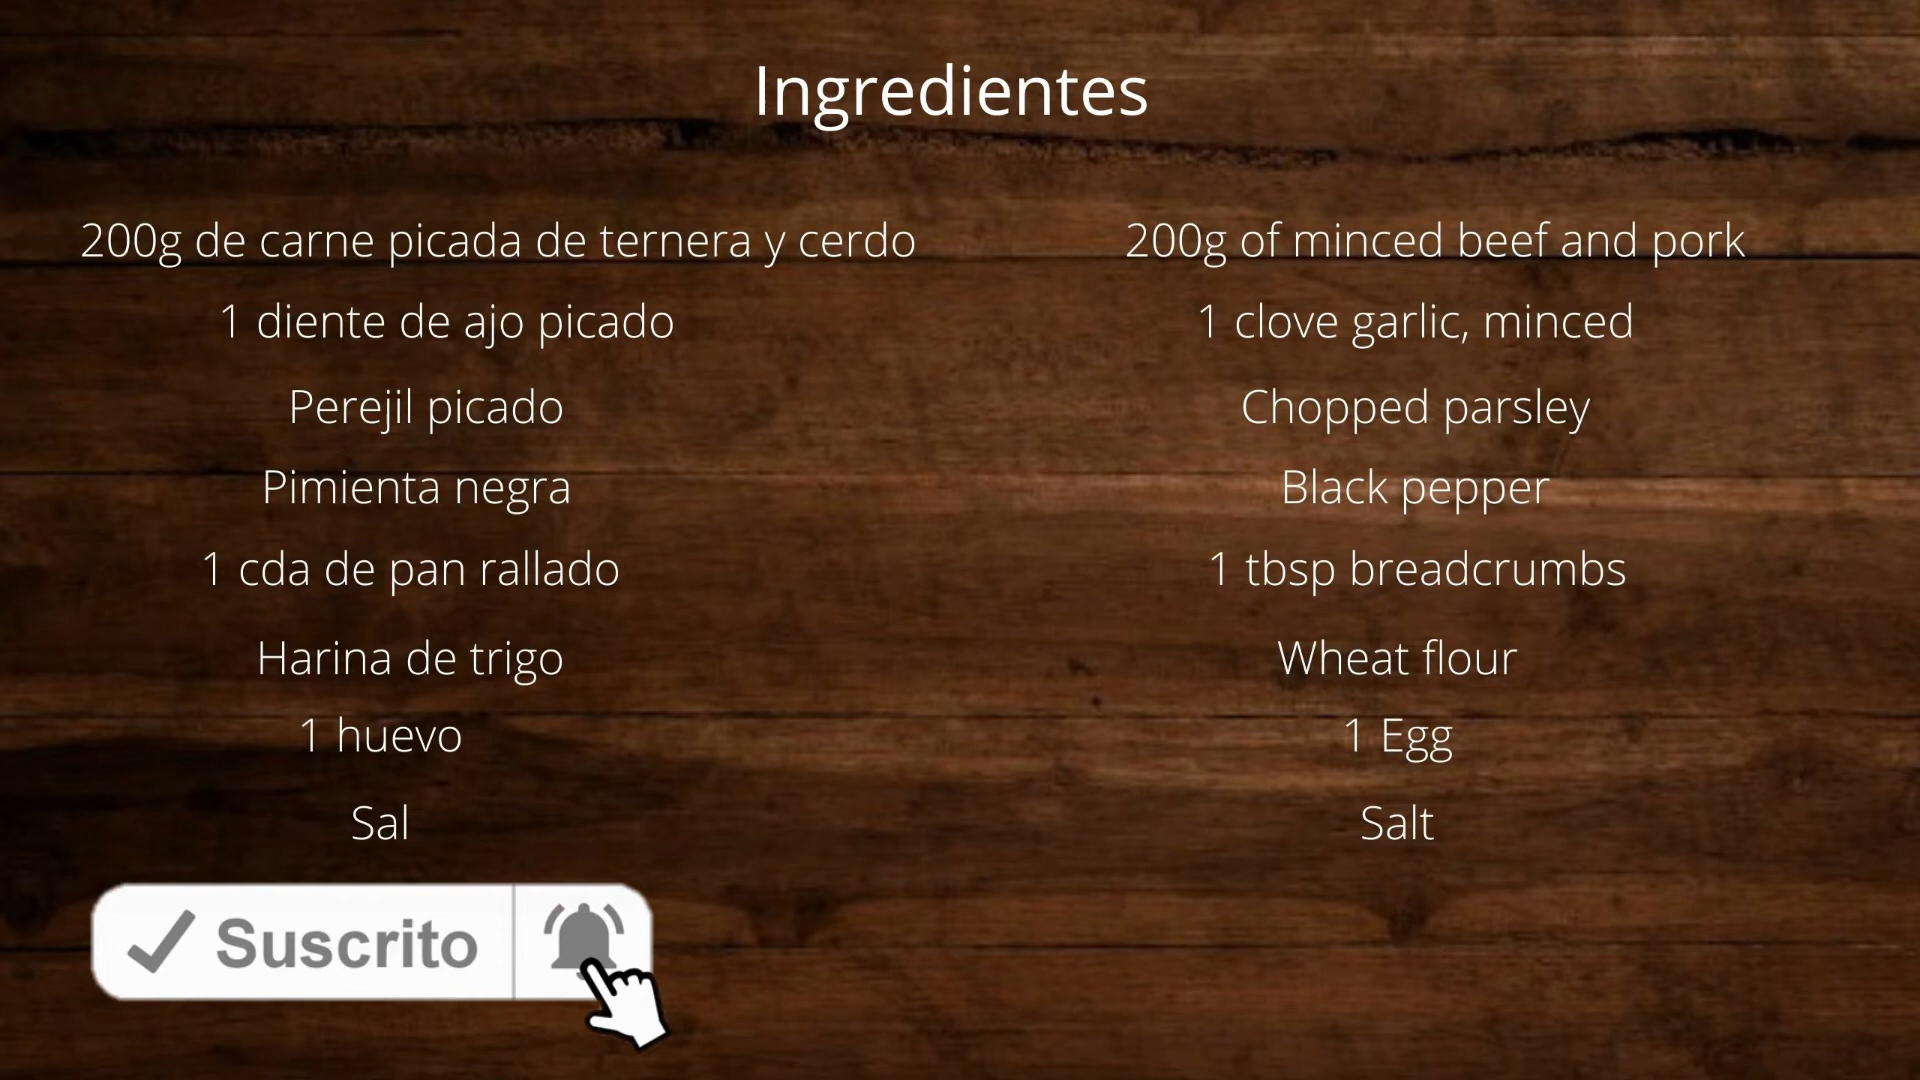 Ingredientes
200g de carne picada de ternera y cerdo
1 diente de ajo picado
Perejil picado
Pimienta negra
1 cda de pan rallado
Harina de trigo
1 huevo
Sal
200g of minced beef and pork
1 clove garlic, minced
Chopped parsley
Black pepper
1 tbsp breadcrumbs
Wheat flour
1 Egg
Salt
Suscrito